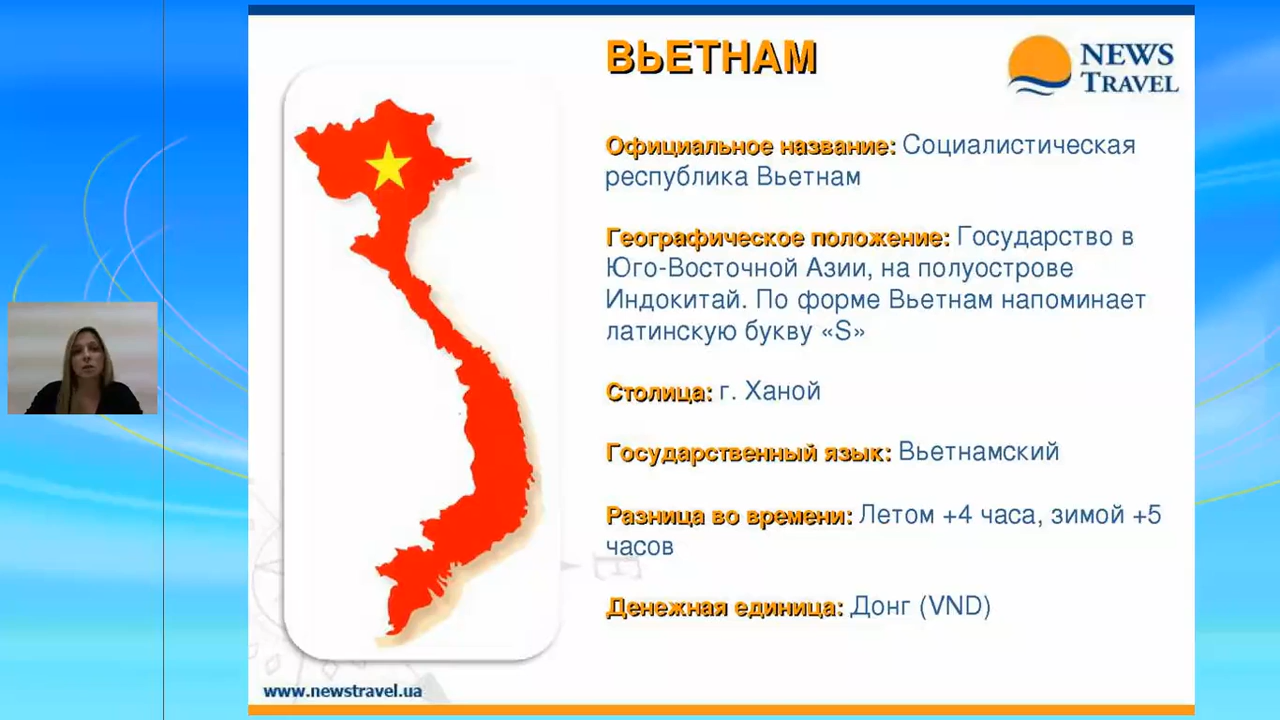 ВЬЕТНАМ
NEWS
TRAVEL
Официальное название: Социалистическая
республика Вьетнам
Географическое положение: Государство в
Юго-Восточной Азии, на полуострове
Индокитай. По форме Вьетнам напоминает
латинскую букву «S»
Столица: г. Ханой
Государственный язык: Вьетнамский
Разница во времени: Летом +4 часа, зимой +5
часов
E
Денежная единица: Донг (VND)
www.newstravel.ua